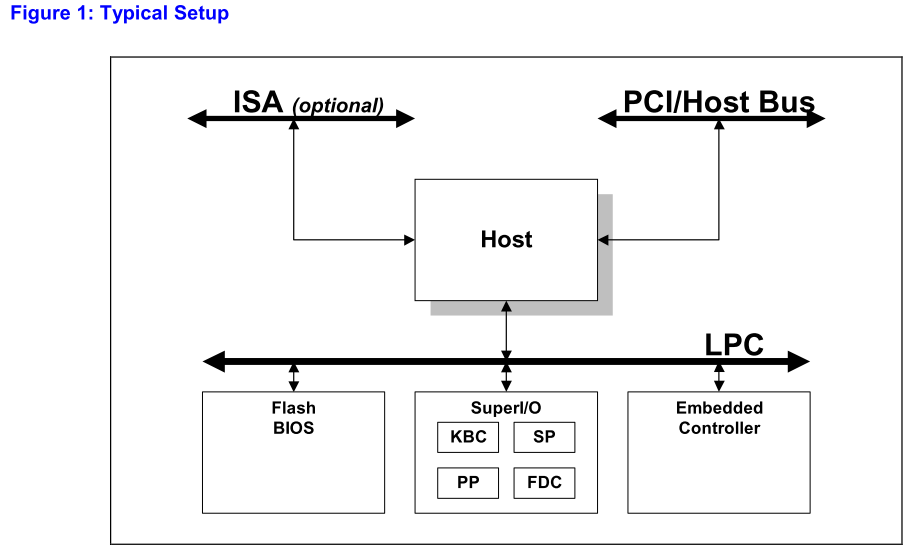 Figure 1: Typical Setup
ISA (optional)
PCI/Host Bus
Host
LPC
Flash
BIOS
SuperI/O
KBC
SP
PP
FDC
Embedded
Controller